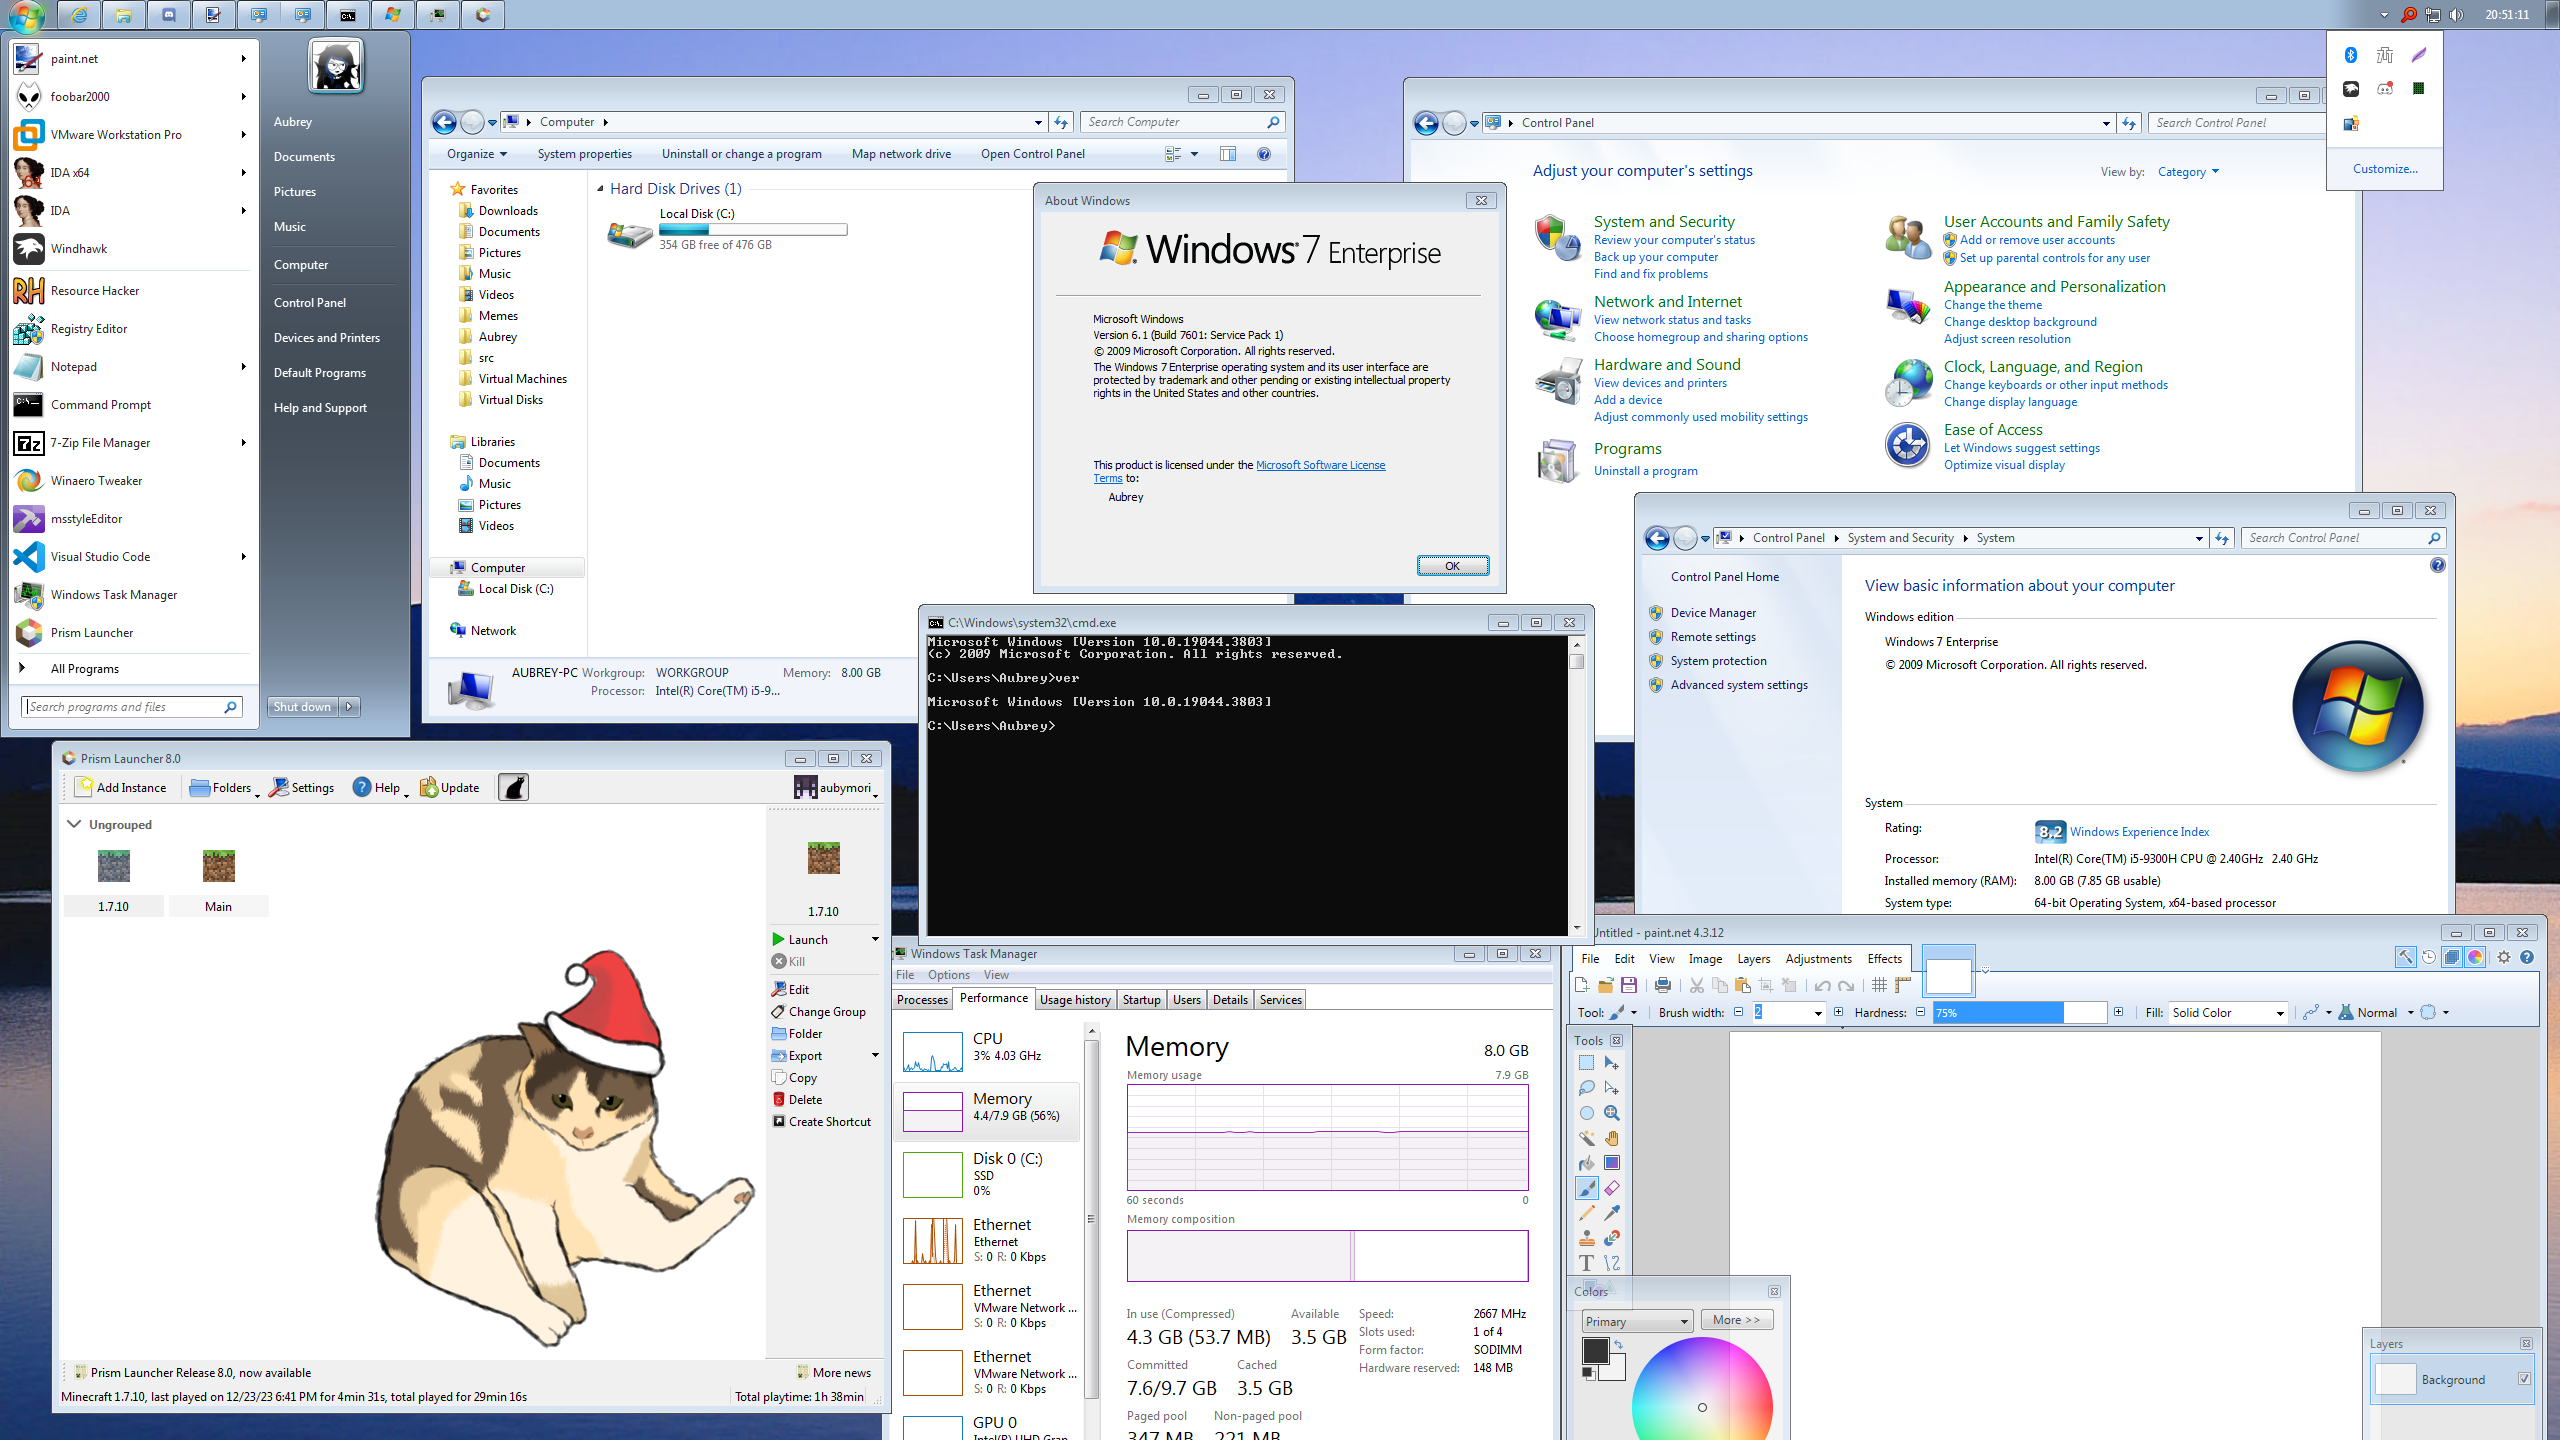 20:51:11
Customize...
paint.net
foobar2000
VMware Workstation Pro
IDA x64
IDA
Windhawk
Resource Hacker
Registry Editor
Notepad
Command Prompt
7-Zip File Manager
Winaero Tweaker
msstyleEditor
Visual Studio Code
Windows Task Manager
Prism Launcher
All Programs
Search programs and files
Aubrey
Documents
Pictures
Music
Computer
Control Panel
Devices and Printers
Default Programs
Help and Support
Shut down
Computer
Search Computer
Organize
System properties
Uninstall or change a program
Map network drive
Open Control Panel
Favorites
Downloads
Documents
Pictures
Music
Videos
Memes
Aubrey
src
Virtual Machines
Virtual Disks
Libraries
Documents
Music
Pictures
Videos
Computer
Local Disk (C:)
Network
Hard Disk Drives (1)
Local Disk (C:)
354 GB free of 476 GB
AUBREY-PC Workgroup: WORKGROUP Memory: 8.00 GB
Processor: Intel(R) Core(TM) i5-9...
About Windows
Windows 7 Enterprise
Microsoft Windows
Version 6.1 (Build 7601: Service Pack 1)
© 2009 Microsoft Corporation. All rights reserved.
The Windows 7 Enterprise operating system and its user interface are
protected by trademark and other pending or existing intellectual property
rights in the United States and other countries.
This product is licensed under the Microsoft Software License
Terms to:
Aubrey
OK
Control Panel
Search Control Panel
Adjust your computer's settings
View by: Category
System and Security
Review your computer's status
Back up your computer
Find and fix problems
Network and Internet
View network status and tasks
Choose homegroup and sharing options
Hardware and Sound
View devices and printers
Add a device
Adjust commonly used mobility settings
Programs
Uninstall a program
User Accounts and Family Safety
Add or remove user accounts
Set up parental controls for any user
Appearance and Personalization
Change the theme
Change desktop background
Adjust screen resolution
Clock, Language, and Region
Change keyboards or other input methods
Change display language
Ease of Access
Let Windows suggest settings
Optimize visual display
Control Panel System and Security System
Search Control Panel
Control Panel Home
Device Manager
Remote settings
System protection
Advanced system settings
View basic information about your computer
Windows edition
Windows 7 Enterprise
© 2009 Microsoft Corporation. All rights reserved.
System
Rating: 8,2 Windows Experience Index
Processor: Intel(R) Core(TM) i5-9300H CPU @ 2.40GHz 2.40 GHz
Installed memory (RAM): 8.00 GB (7.85 GB usable)
System type: 64-bit Operating System, x64-based processor
C:\Windows\system32\cmd.exe
Microsoft Windows [Version 10.0.19044.3803]
(c) 2009 Microsoft Corporation. All rights reserved.
C:\Users\Aubrey>ver
Microsoft Windows [Version 10.0.19044.3803]
C:\Users\Aubrey>
Prism Launcher 8.0
Add Instance
Folders
Settings
Help
Update
aubymori
Ungrouped
1.7.10
Main
1.7.10
Launch
Kill
Edit
Change Group
Folder
Export
Copy
Delete
Create Shortcut
Prism Launcher Release 8.0, now available
More news
Minecraft 1.7.10, last played on 12/23/23 6:41 PM for 4min 31s, total played for 29min 16s
Total playtime: 1h 38min
Windows Task Manager
File Options View
Processes Performance Usage history Startup Users Details Services
CPU
3% 4.03 GHz
Memory
4.4/7.9 GB (56%)
Disk 0 (C:)
SSD
0%
Ethernet
Ethernet
S: 0 R: 0 Kbps
Ethernet
VMware Network ...
S: 0 R: 0 Kbps
Ethernet
VMware Network ...
S: 0 R: 0 Kbps
GPU 0
Memory 8.0 GB
Memory usage 7.9 GB
60 seconds 0
Memory composition
In use (Compressed) Available
4.3 GB (53.7 MB) 3.5 GB
Committed Cached
7.6/9.7 GB 3.5 GB
Paged pool Non-paged pool
347 MB 221 MB
Speed: 2667 MHz
Slots used: 1 of 4
Form factor: SODIMM
Hardware reserved: 148 MB
Untitled - paint.net 4.3.12
File Edit View Image Layers Adjustments Effects
Tool: Brush width: 2 Hardness: 75% Fill: Solid Color Normal
Tools
Colors
Primary
More >>
Layers
Background